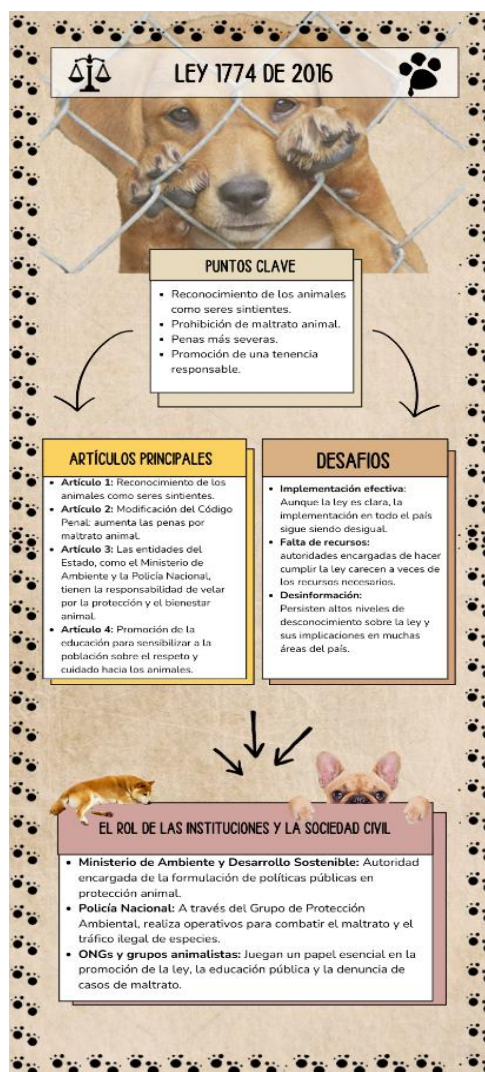 LEY 1774 DE 2016
PUNTOS CLAVE
• Reconocimiento de los animales
como seres sintientes.
• Prohibición de maltrato animal.
• Penas más severas.
• Promoción de una tenencia
responsable.
ARTÍCULOS PRINCIPALES
• Artículo 1: Reconocimiento de los
animales como seres sintientes.
• Artículo 2: Modificación del Código
Penal: aumenta las penas por
maltrato animal.
• Artículo 3: Las entidades del
Estado, como el Ministerio de
Ambiente y la Policía Nacional,
tienen la responsabilidad de velar
por la protección y el bienestar
animal.
• Artículo 4: Promoción de la
educación para sensibilizar a la
población sobre el respeto y
cuidado hacia los animales.
DESAFIOS
• Implementación efectiva:
Aunque la ley es clara, la
implementación en todo el país
sigue siendo desigual.
• Falta de recursos:
autoridades encargadas de hacer
cumplir la ley carecen a veces de
los recursos necesarios.
• Desinformación:
Persisten altos niveles de
desconocimiento sobre la ley y
sus implicaciones en muchas
áreas del país.
EL ROL DE LAS INSTITUCIONES Y LA SOCIEDAD CIVIL
• Ministerio de Ambiente y Desarrollo Sostenible: Autoridad
encargada de la formulación de políticas públicas en
protección animal.
• Policía Nacional: A través del Grupo de Protección
Ambiental, realiza operativos para combatir el maltrato y el
tráfico ilegal de especies.
• ONGs y grupos animalistas: Juegan un papel esencial en la
promoción de la ley, la educación pública y la denuncia de
casos de maltrato.